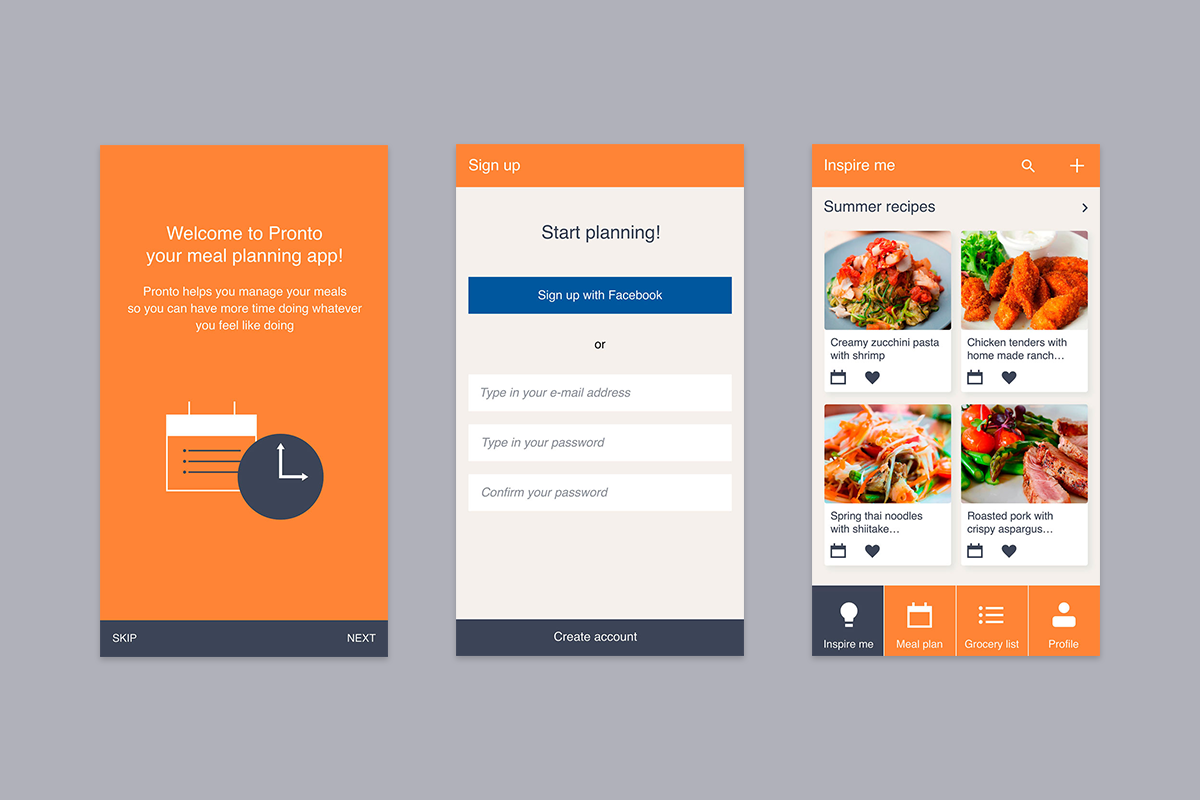 Welcome to Pronto
your meal planning app!
Pronto helps you manage your meals
so you can have more time doing whatever
you feel like doing
SKIP
NEXT
Sign up
Start planning!
Sign up with Facebook
or
Type in your e-mail address
Type in your password
Confirm your password
Create account
Inspire me
Summer recipes
Creamy zucchini pasta
with shrimp
Chicken tenders with
home made ranch…
Spring thai noodles
with shiitake…
Roasted pork with
crispy aspargus…
Inspire me
Meal plan
Grocery list
Profile